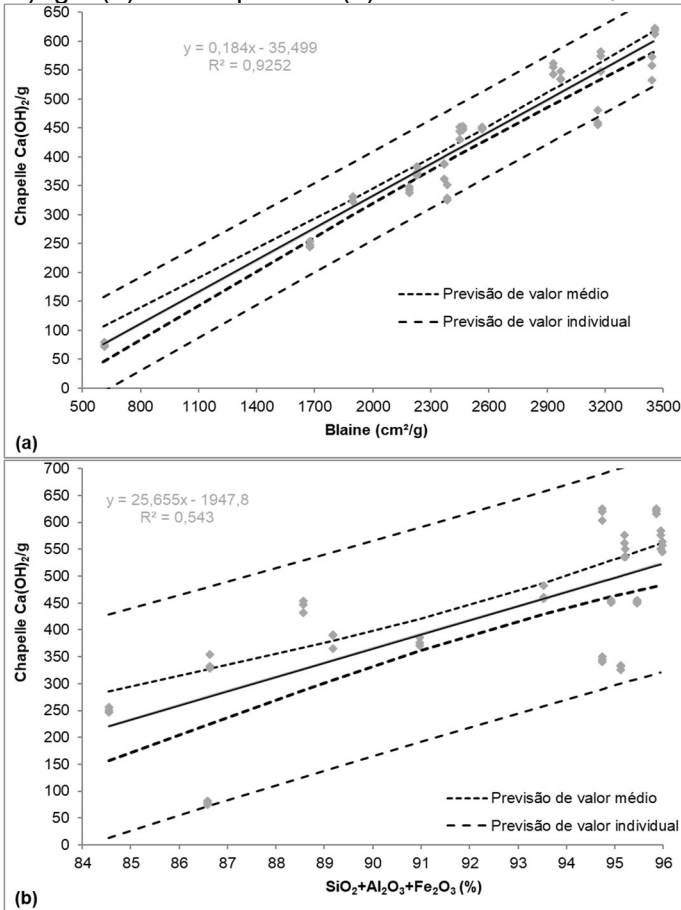 650
600
550
500
450
400
350
300
250
200
150
100
50
0
Chapelle Ca(OH)₂/g
y = 0,184x - 35,499
R² = 0,9252
Previsão de valor médio
Previsão de valor individual
500 800 1100 1400 1700 2000 2300 2600 2900 3200 3500
Blaine (cm²/g)
(a)
700
650
600
550
500
450
400
350
300
250
200
150
100
50
0
Chapelle Ca(OH)₂/g
y = 25,655x - 1947,8
R² = 0,543
Previsão de valor médio
Previsão de valor individual
84 85 86 87 88 89 90 91 92 93 94 95 96
SiO₂+Al₂O₃+Fe₂O₃ (%)
(b)